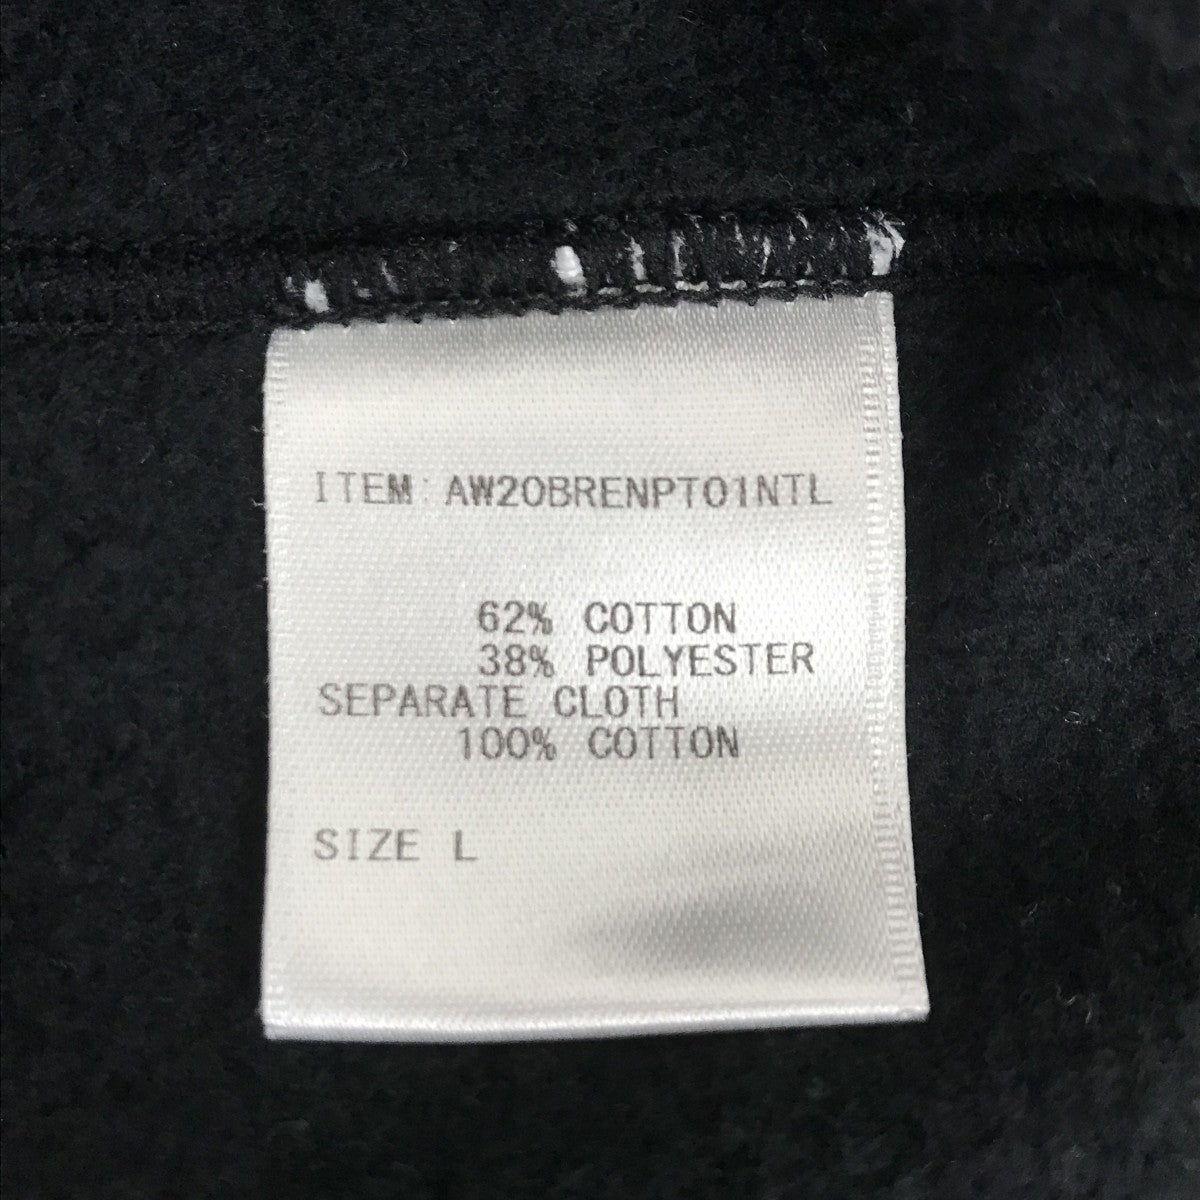 ITEM AW20BRENPT01NTL
62% COTTON
38% POLYESTER
SEPARATE CLOTH
100% COTTON
SIZE L